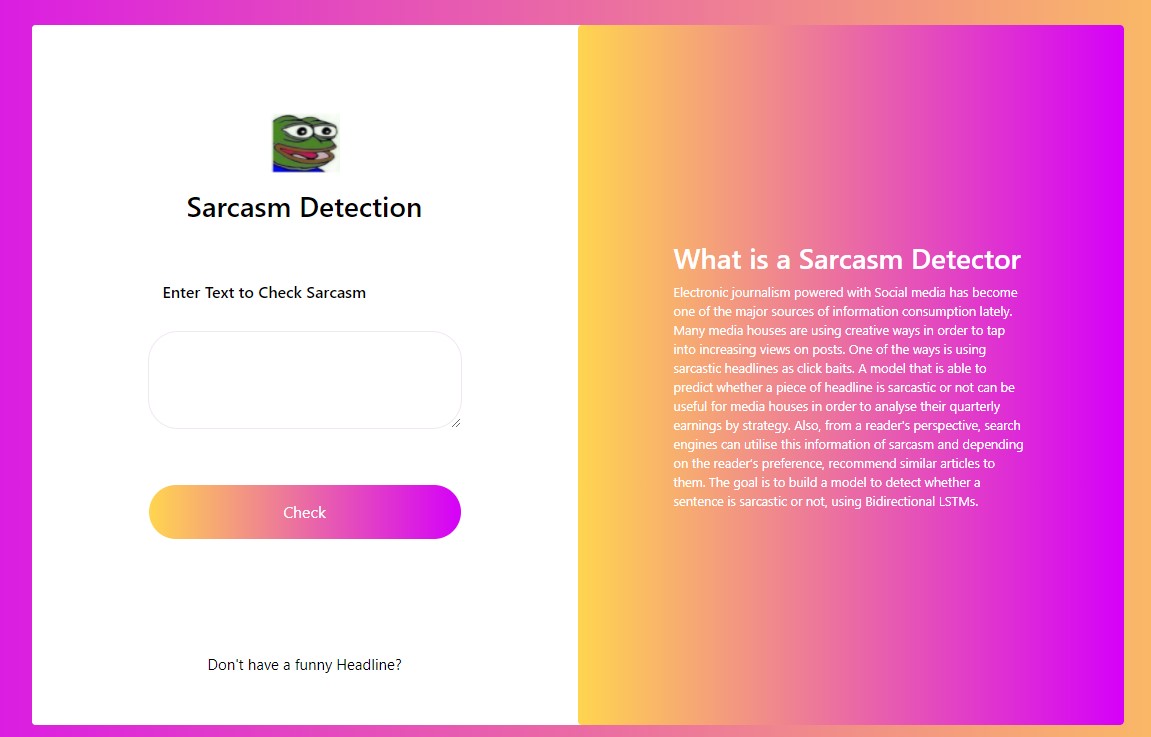 Sarcasm Detection
Enter Text to Check Sarcasm
Check
Don't have a funny Headline?
What is a Sarcasm Detector
Electronic journalism powered with Social media has become
one of the major sources of information consumption lately.
Many media houses are using creative ways in order to tap
into increasing views on posts. One of the ways is using
sarcastic headlines as click baits. A model that is able to
predict whether a piece of headline is sarcastic or not can be
useful for media houses in order to analyse their quarterly
earnings by strategy. Also, from a reader's perspective, search
engines can utilise this information of sarcasm and depending
on the reader's preference, recommend similar articles to
them. The goal is to build a model to detect whether a
sentence is sarcastic or not, using Bidirectional LSTMs.